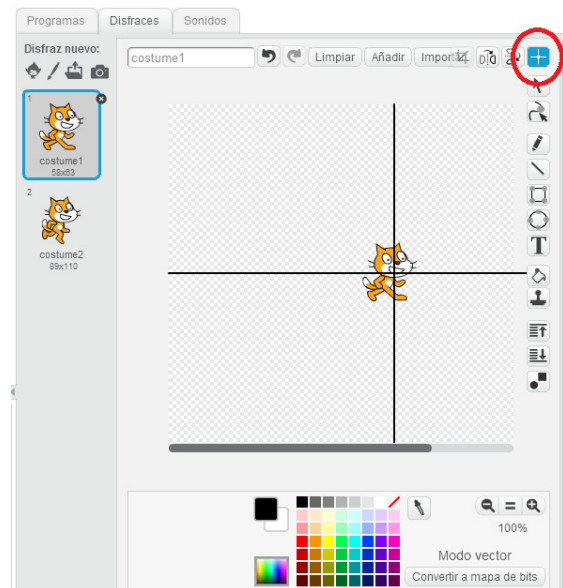 Programas Disfraces Sonidos
Disfraz nuevo:
costume1 Limpiar Añadir Importar
1
costume1
58x63
2
costume2
89x110
T
100%
Modo vector
Convertir a mapa de bits